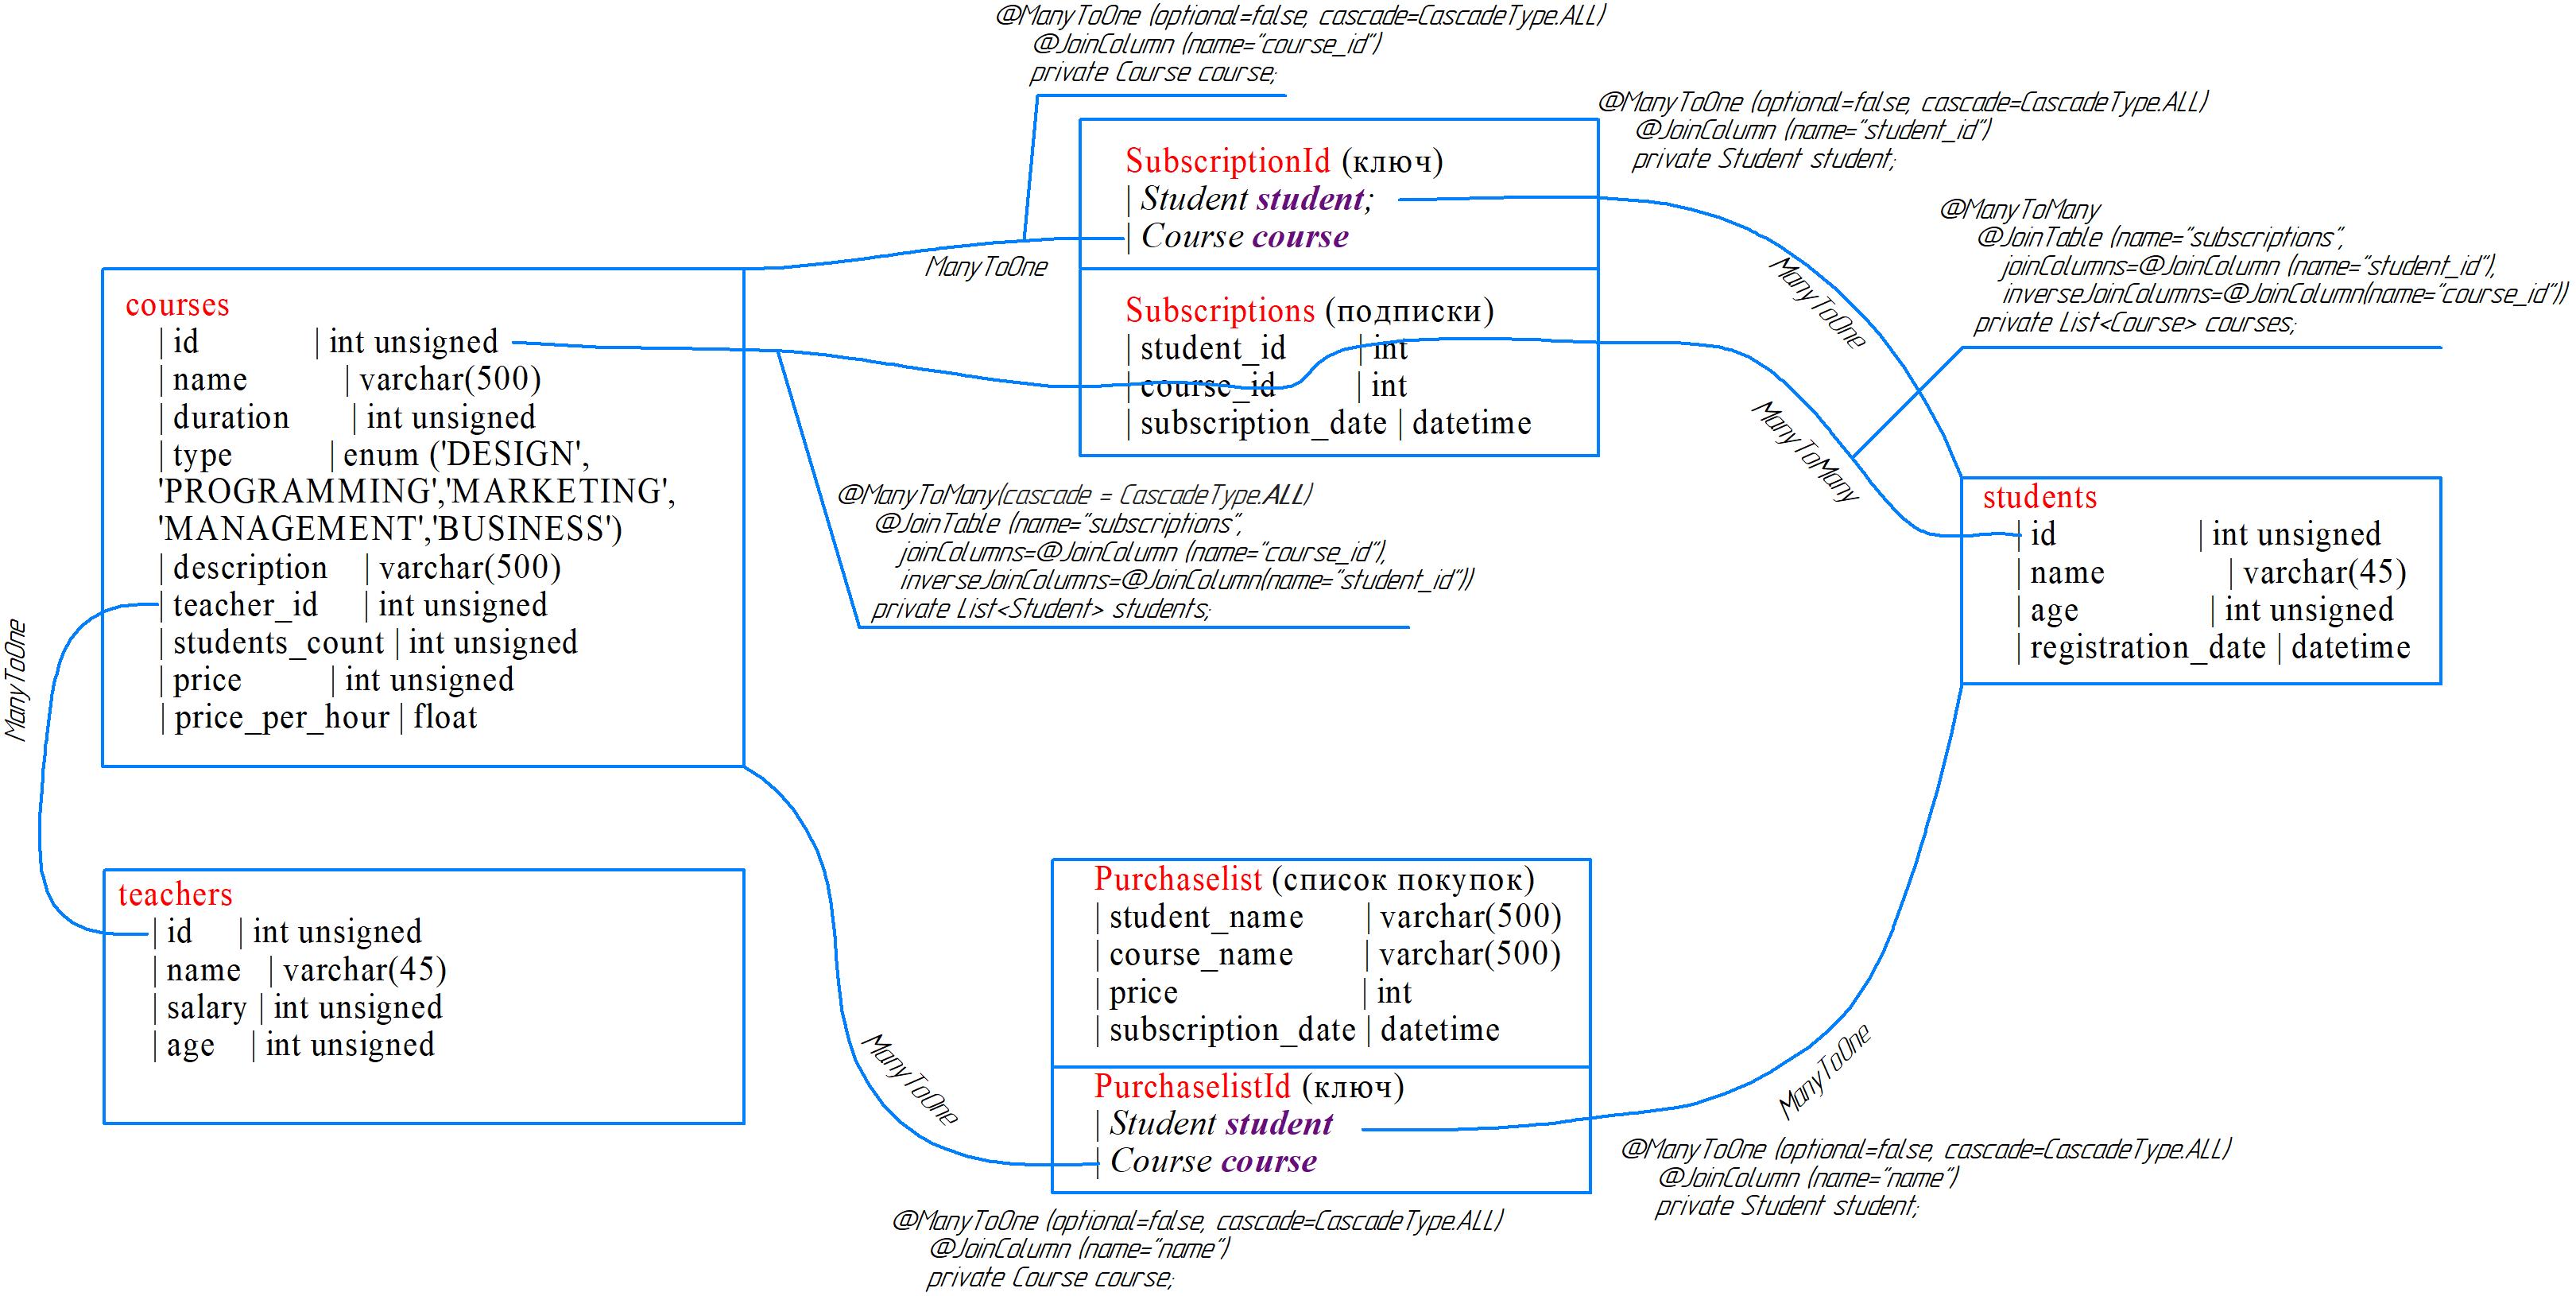 @ManyToOne (optional=false, cascade=CascadeType.ALL)
@JoinColumn (name="course_id")
private Course course;
@ManyToOne (optional=false, cascade=CascadeType.ALL)
@JoinColumn (name="student_id")
private Student student;
SubscriptionId (ключ)
| Student student;
| Course course
ManyToOne
ManyToOne
@ManyToMany
@JoinTable (name="subscriptions",
joinColumns=@JoinColumn (name="student_id"),
inverseJoinColumns=@JoinColumn(name="course_id"))
private List<Course> courses;
Subscriptions (подписки)
| student_id | int
| course_id | int
| subscription_date | datetime
ManyToMany
courses
| id | int unsigned
| name | varchar(500)
| duration | int unsigned
| type | enum ('DESIGN',
'PROGRAMMING','MARKETING',
'MANAGEMENT','BUSINESS')
| description | varchar(500)
| teacher_id | int unsigned
| students_count | int unsigned
| price | int unsigned
| price_per_hour | float
@ManyToMany(cascade = CascadeType.ALL)
@JoinTable (name="subscriptions",
joinColumns=@JoinColumn (name="course_id"),
inverseJoinColumns=@JoinColumn(name="student_id"))
private List<Student> students;
students
| id | int unsigned
| name | varchar(45)
| age | int unsigned
| registration_date | datetime
ManyToOne
teachers
| id | int unsigned
| name | varchar(45)
| salary | int unsigned
| age | int unsigned
Purchaselist (список покупок)
| student_name | varchar(500)
| course_name | varchar(500)
| price | int
| subscription_date | datetime
PurchaselistId (ключ)
| Student student
| Course course
ManyToOne
ManyToOne
@ManyToOne (optional=false, cascade=CascadeType.ALL)
@JoinColumn (name="name")
private Student student;
@ManyToOne (optional=false, cascade=CascadeType.ALL)
@JoinColumn (name="name")
private Course course;